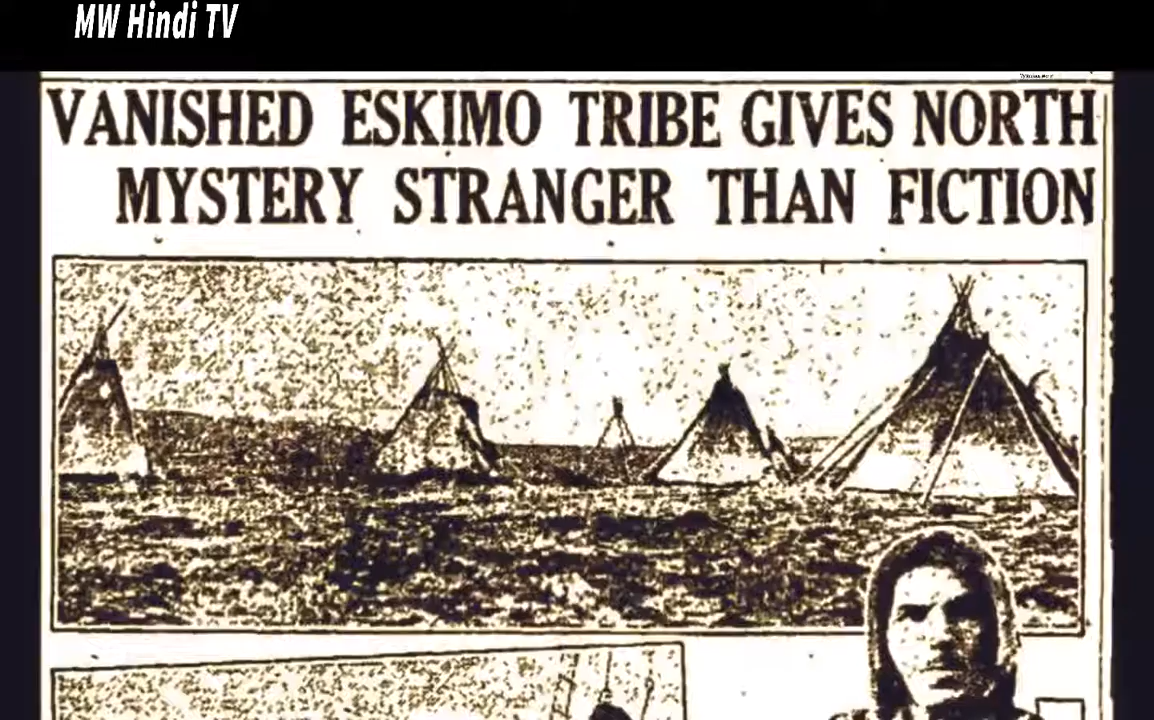 MW Hindi TV
VANISHED ESKIMO TRIBE GIVES NORTH
MYSTERY STRANGER THAN FICTION